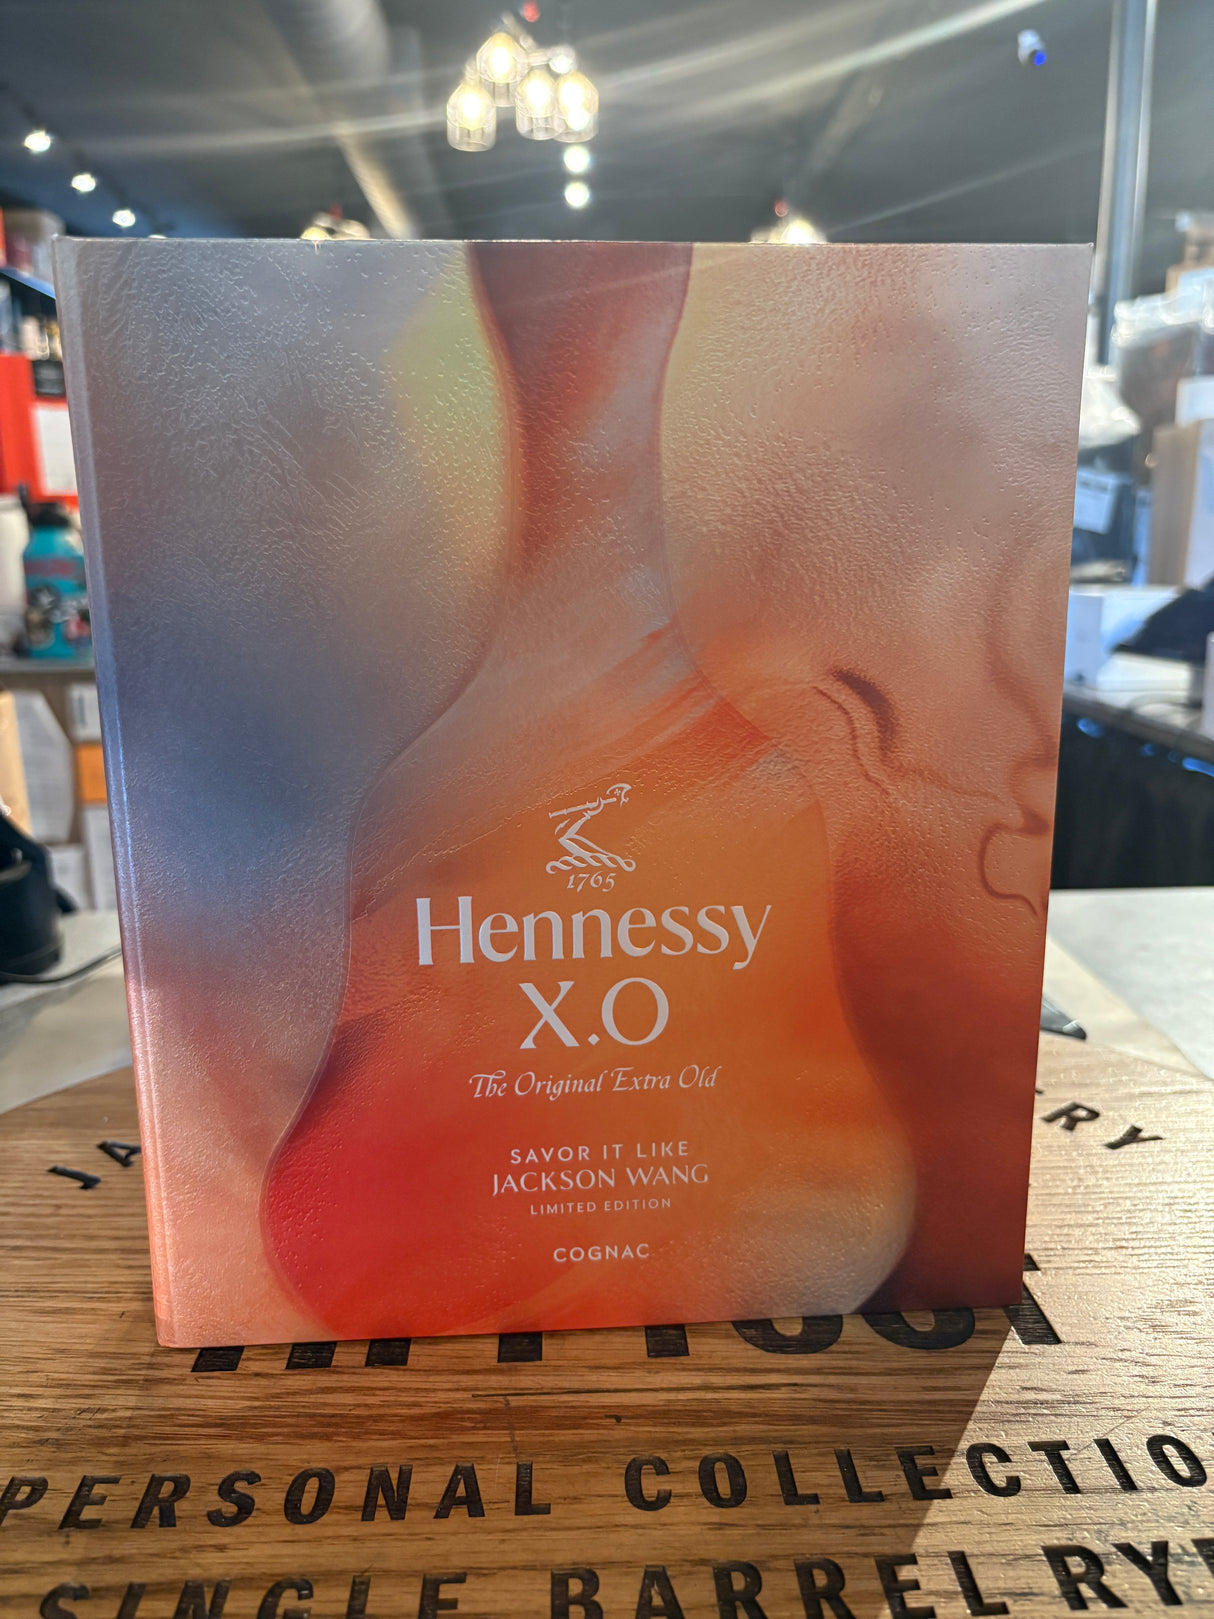 1765
Hennessy
X.O
The Original Extra Old
SAVOR IT LIKE
JACKSON WANG
LIMITED EDITION
COGNAC
PERSONAL COLLECTIO
SINGLE BARREL RY